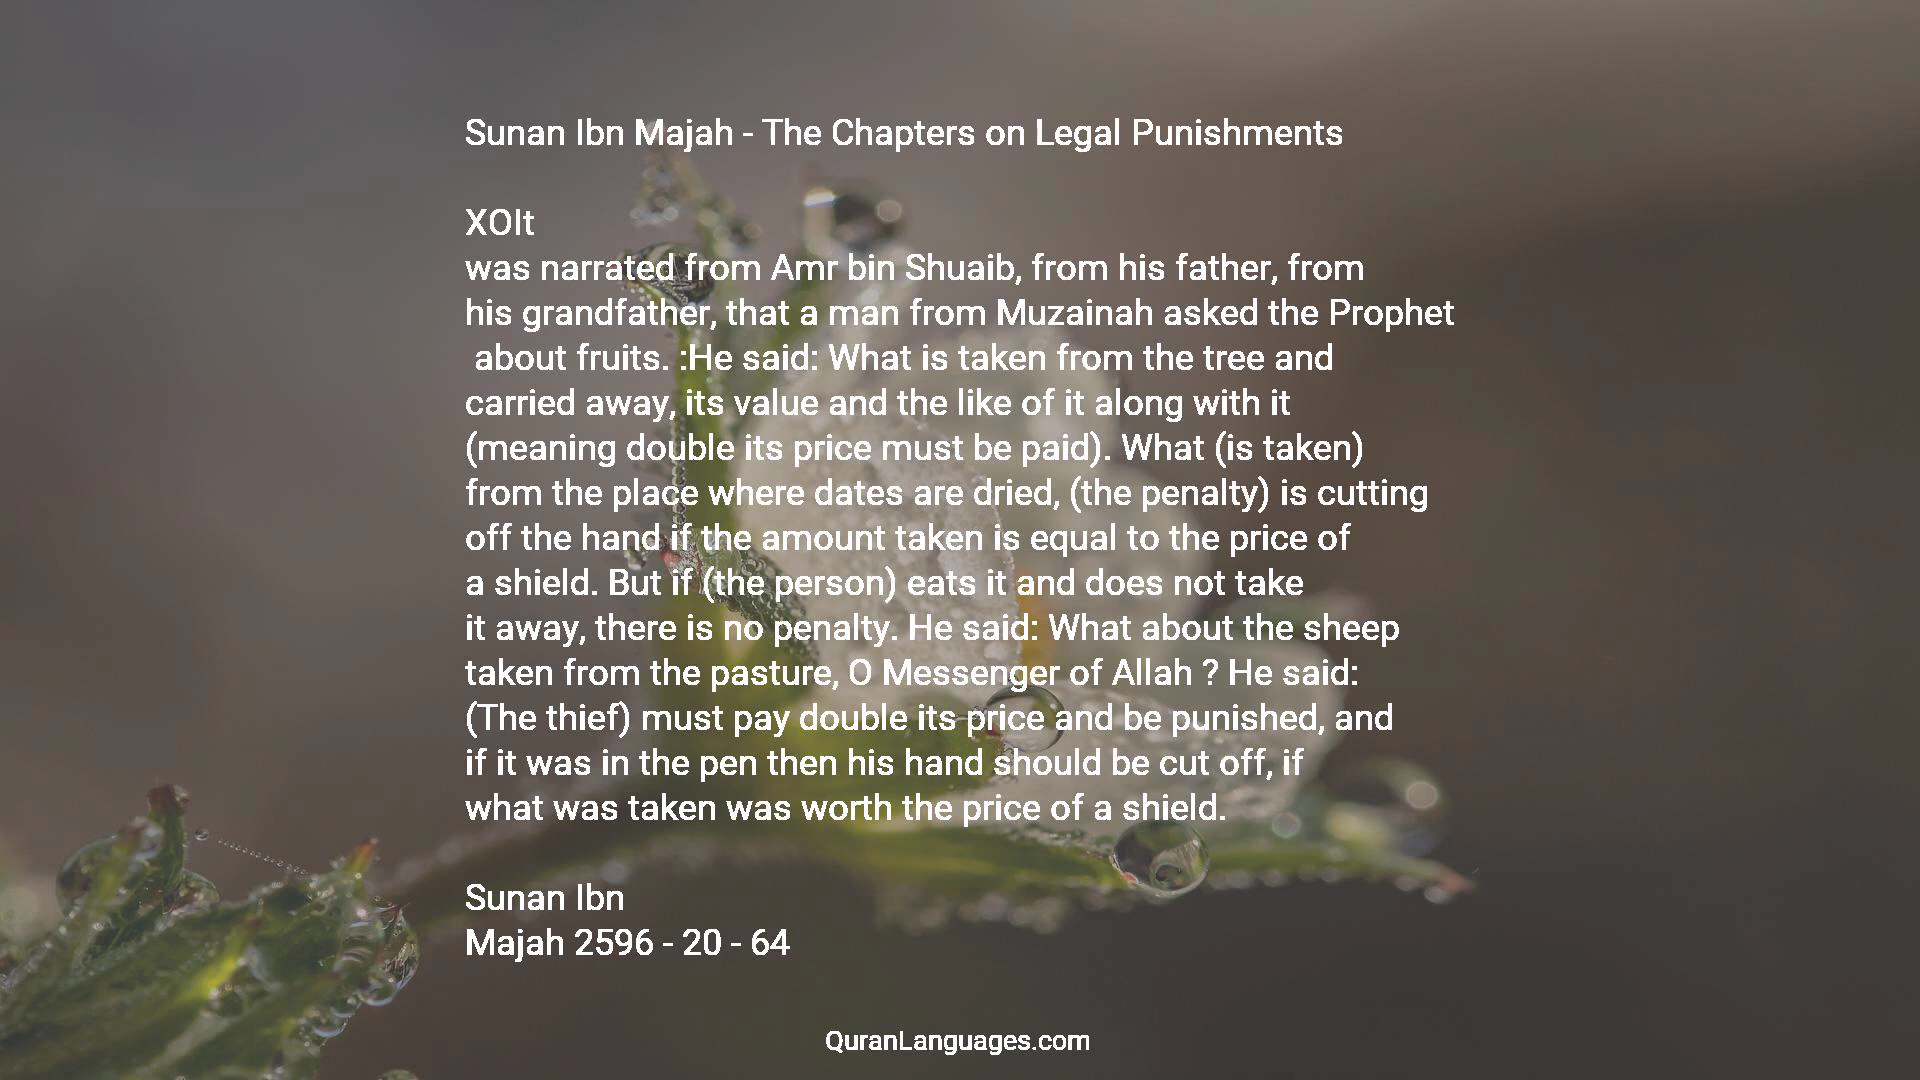 Sunan Ibn Majah - The Chapters on Legal Punishments
XOIt
was narrated from Amr bin Shuaib, from his father, from
his grandfather, that a man from Muzainah asked the Prophet
about fruits. :He said: What is taken from the tree and
carried away, its value and the like of it along with it
(meaning double its price must be paid). What (is taken)
from the place where dates are dried, (the penalty) is cutting
off the hand if the amount taken is equal to the price of
a shield. But if (the person) eats it and does not take
it away, there is no penalty. He said: What about the sheep
taken from the pasture, O Messenger of Allah ? He said:
(The thief) must pay double its price and be punished, and
if it was in the pen then his hand should be cut off, if
what was taken was worth the price of a shield.
Sunan Ibn
Majah 2596 - 20 - 64
QuranLanguages.com